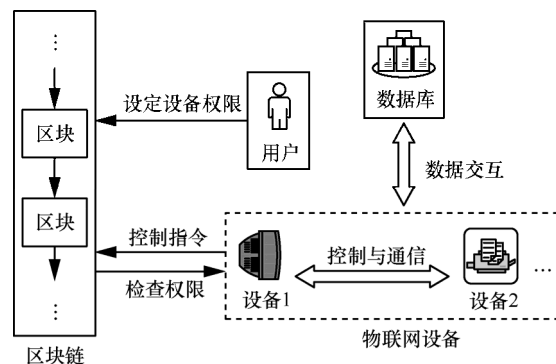 ⋮
区块
区块
⋮
区块链
设定设备权限
用户
数据库
数据交互
控制指令
检查权限
设备1
控制与通信
设备2
…
物联网设备